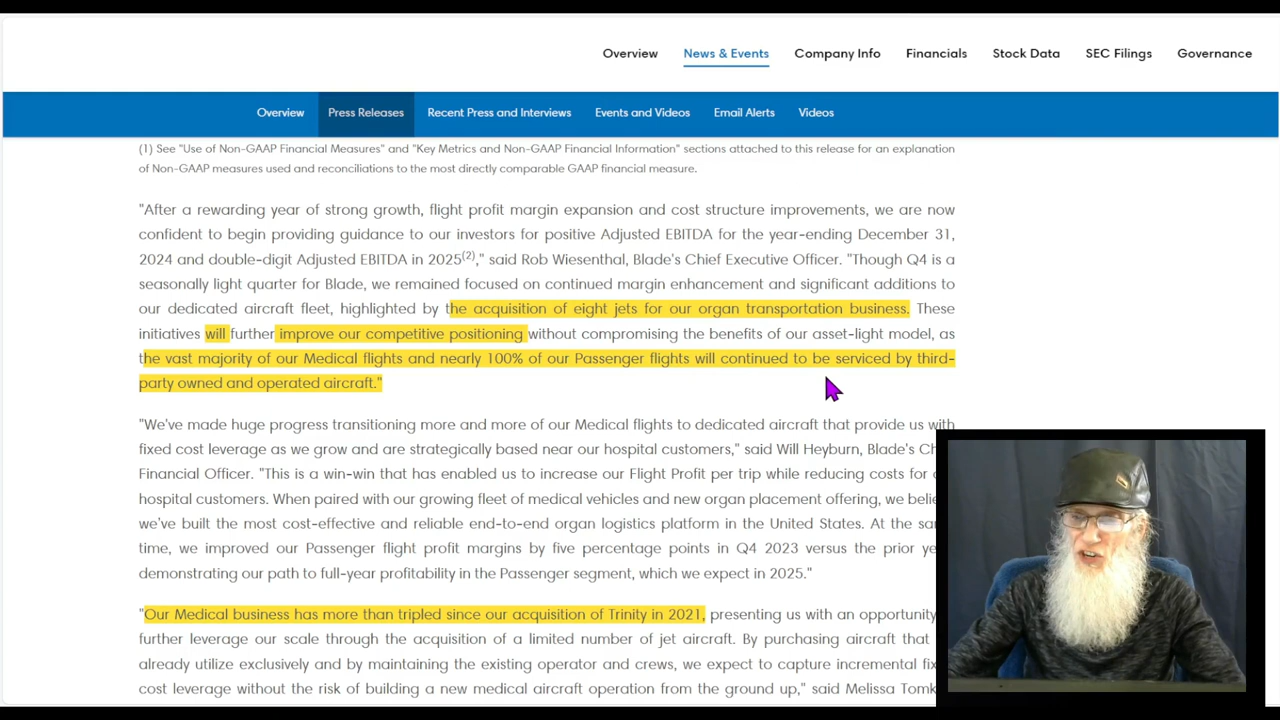 Overview News & Events Company Info Financials Stock Data SEC Filings Governance
Overview Press Releases Recent Press and Interviews Events and Videos Email Alerts Videos
(1) See "Use of Non-GAAP Financial Measures" and "Key Metrics and Non-GAAP Financial Information" sections attached to this release for an explanation
of Non-GAAP measures used and reconciliations to the most directly comparable GAAP financial measure.
"After a rewarding year of strong growth, flight profit margin expansion and cost structure improvements, we are now
confident to begin providing guidance to our investors for positive Adjusted EBITDA for the year-ending December 31,
2024 and double-digit Adjusted EBITDA in 2025(2)," said Rob Wiesenthal, Blade's Chief Executive Officer. "Though Q4 is a
seasonally light quarter for Blade, we remained focused on continued margin enhancement and significant additions to
our dedicated aircraft fleet, highlighted by the acquisition of eight jets for our organ transportation business. These
initiatives will further improve our competitive positioning without compromising the benefits of our asset-light model, as
the vast majority of our Medical flights and nearly 100% of our Passenger flights will continued to be serviced by third-
party owned and operated aircraft."
"We've made huge progress transitioning more and more of our Medical flights to dedicated aircraft that provide us with
fixed cost leverage as we grow and are strategically based near our hospital customers," said Will Heyburn, Blade's Ch
Financial Officer. "This is a win-win that has enabled us to increase our Flight Profit per trip while reducing costs for
hospital customers. When paired with our growing fleet of medical vehicles and new organ placement offering, we belie
we've built the most cost-effective and reliable end-to-end organ logistics platform in the United States. At the sa
time, we improved our Passenger flight profit margins by five percentage points in Q4 2023 versus the prior ye
demonstrating our path to full-year profitability in the Passenger segment, which we expect in 2025."
"Our Medical business has more than tripled since our acquisition of Trinity in 2021, presenting us with an opportunity
further leverage our scale through the acquisition of a limited number of jet aircraft. By purchasing aircraft that
already utilize exclusively and by maintaining the existing operator and crews, we expect to capture incremental fix
cost leverage without the risk of building a new medical aircraft operation from the ground up," said Melissa Tomk